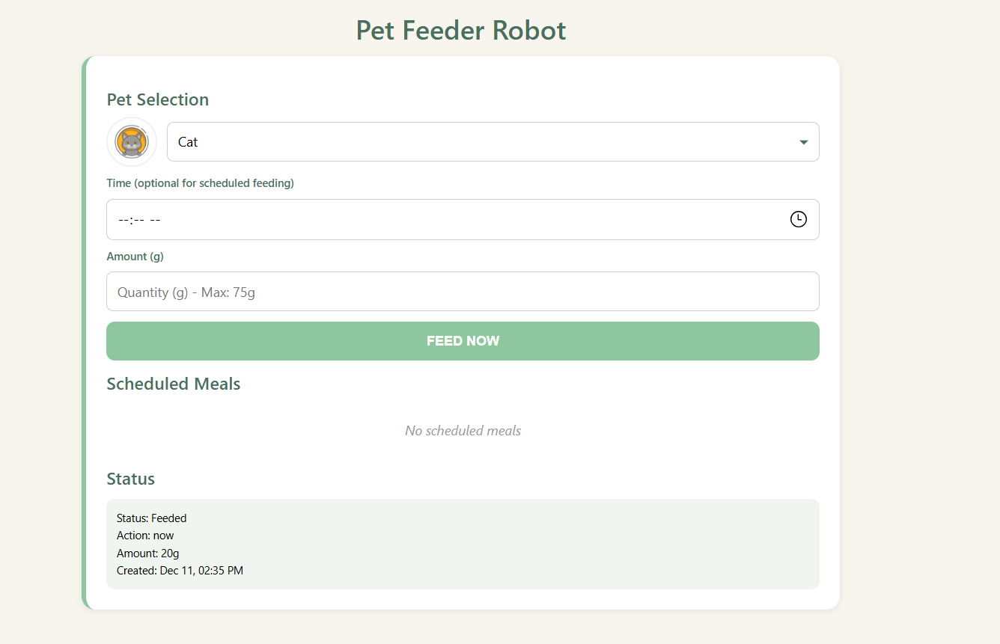 Pet Feeder Robot
Pet Selection
Cat
Time (optional for scheduled feeding)
--:-- --
Amount (g)
Quantity (g) - Max: 75g
FEED NOW
Scheduled Meals
No scheduled meals
Status
Status: Feeded
Action: now
Amount: 20g
Created: Dec 11, 02:35 PM